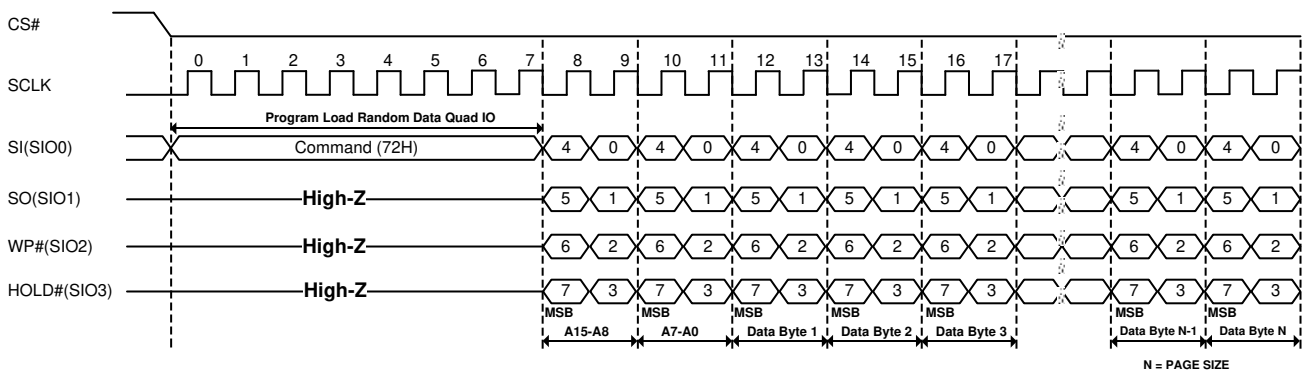 CS#
0 1 2 3 4 5 6 7 8 9 10 11 12 13 14 15 16 17
SCLK
Program Load Random Data Quad IO
SI(SIO0) Command (72H) 4 0 4 0 4 0 4 0 4 0 4 0 4 0
SO(SIO1) High-Z 5 1 5 1 5 1 5 1 5 1 5 1 5 1
WP#(SIO2) High-Z 6 2 6 2 6 2 6 2 6 2 6 2 6 2
HOLD#(SIO3) High-Z 7 3 7 3 7 3 7 3 7 3 7 3 7 3
MSB MSB MSB MSB MSB MSB MSB
A15-A8 A7-A0 Data Byte 1 Data Byte 2 Data Byte 3 Data Byte N-1 Data Byte N
N = PAGE SIZE